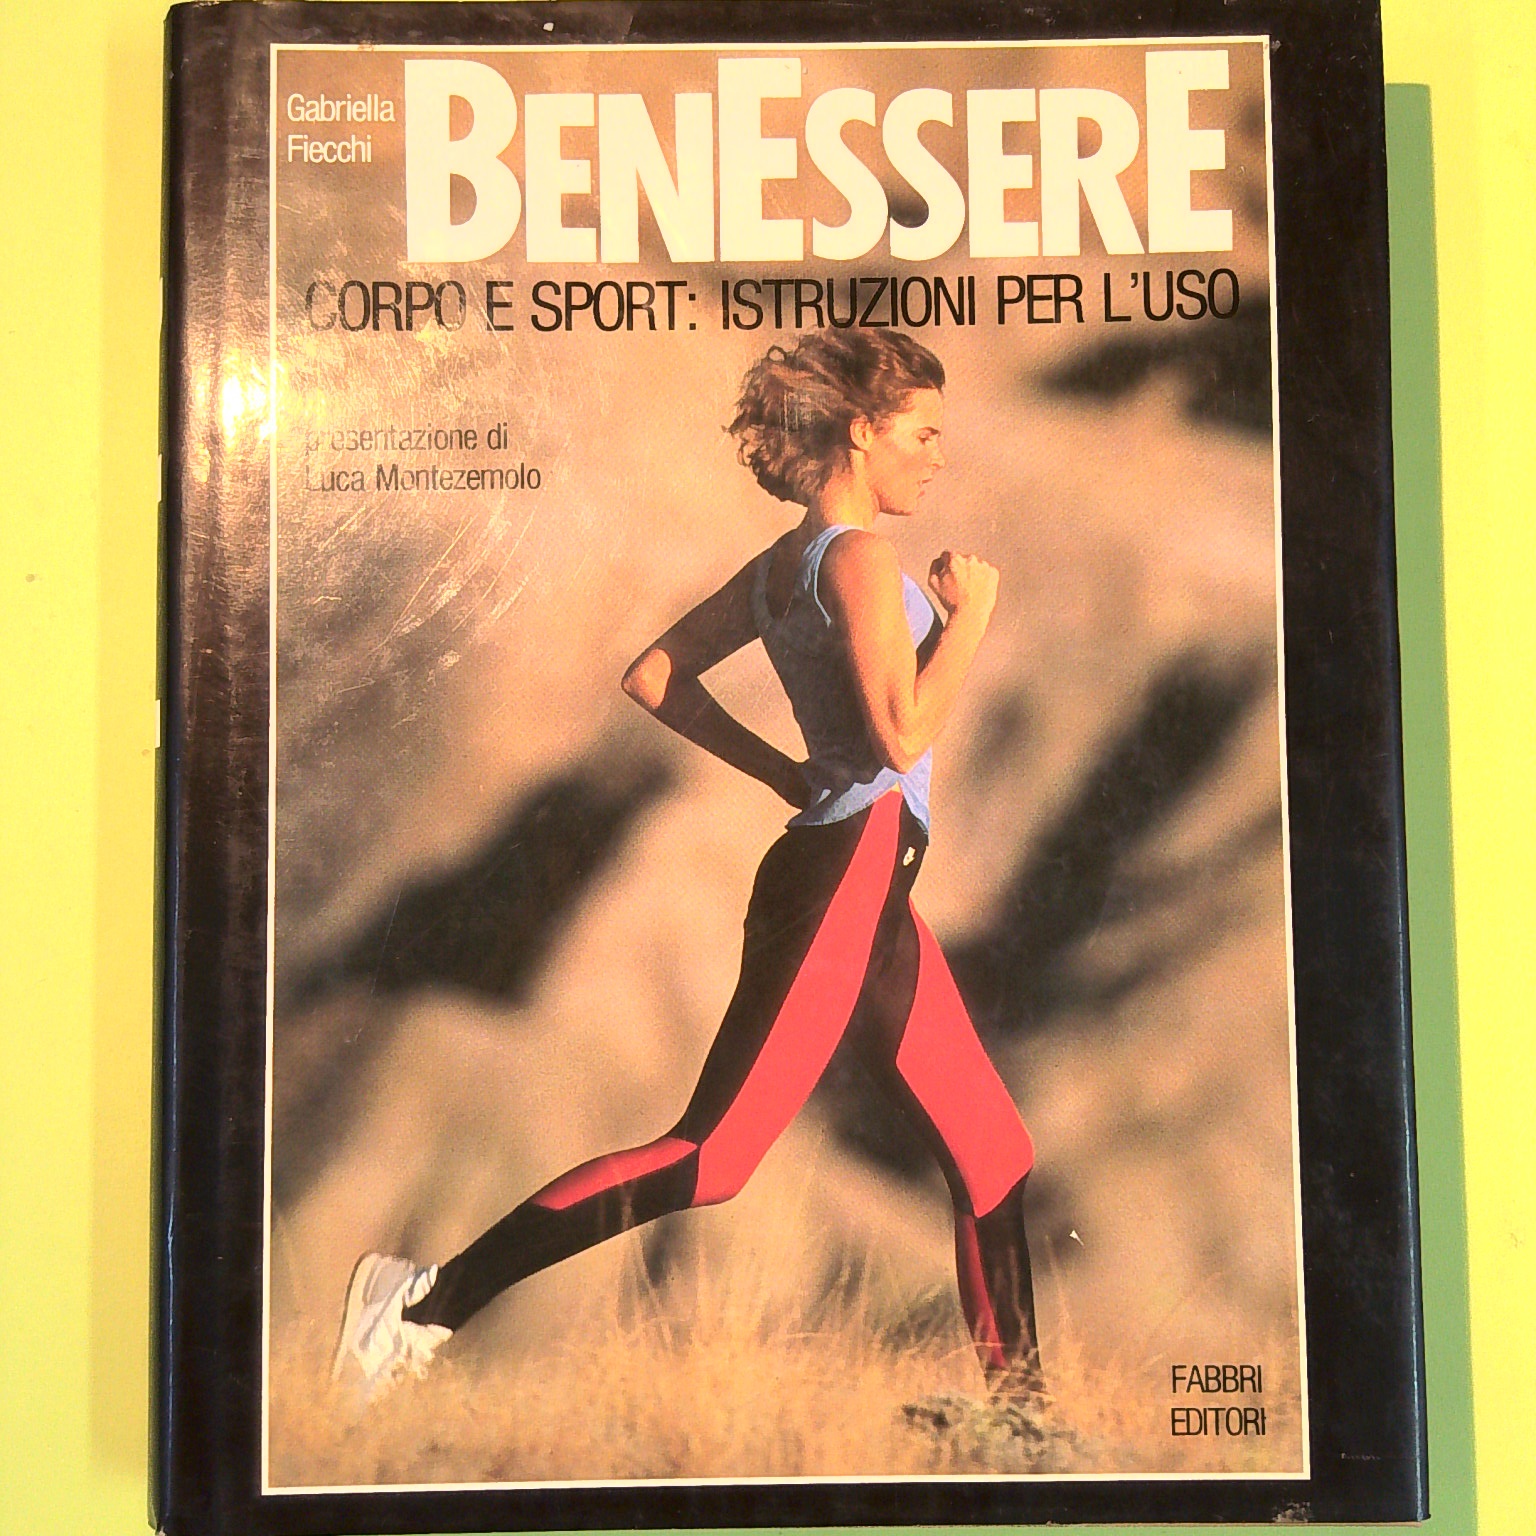 Gabriella
Fiecchi
BENESSERE
CORPO E SPORT: ISTRUZIONI PER L'USO
presentazione di
Luca Montezemolo
FABBRI
EDITORI